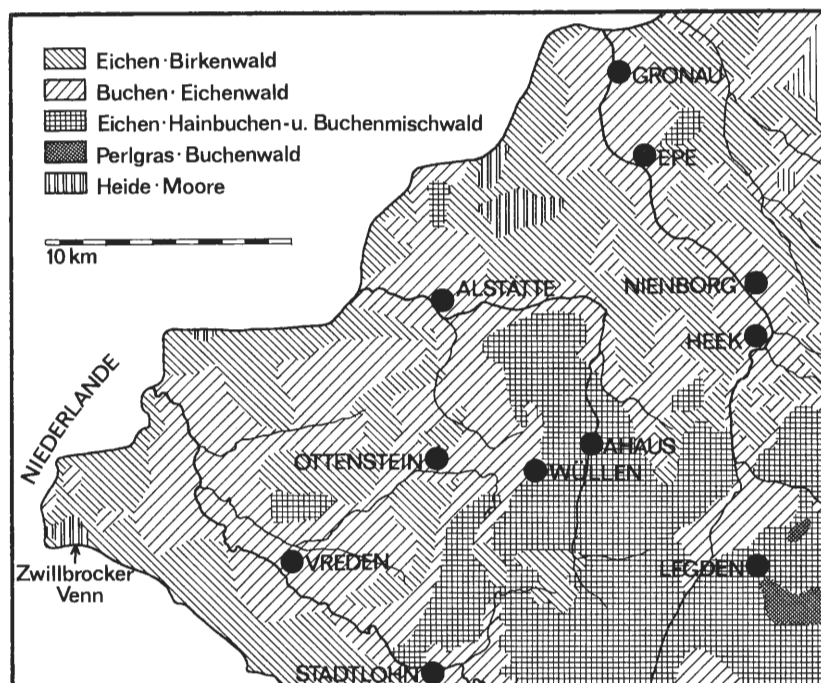 Eichen·Birkenwald
Buchen·Eichenwald
Eichen·Hainbuchen-u. Buchenmischwald
Perlgras·Buchenwald
Heide·Moore
10 km
GRONAU
EPE
ALSTÄTTE
NIENBORG
HEEK
NIEDERLANDE
OTTENSTEIN
AHAUS
WÜLLEN
Zwillbrocker
Venn
VREDEN
LEGDEN
STADTLOHN